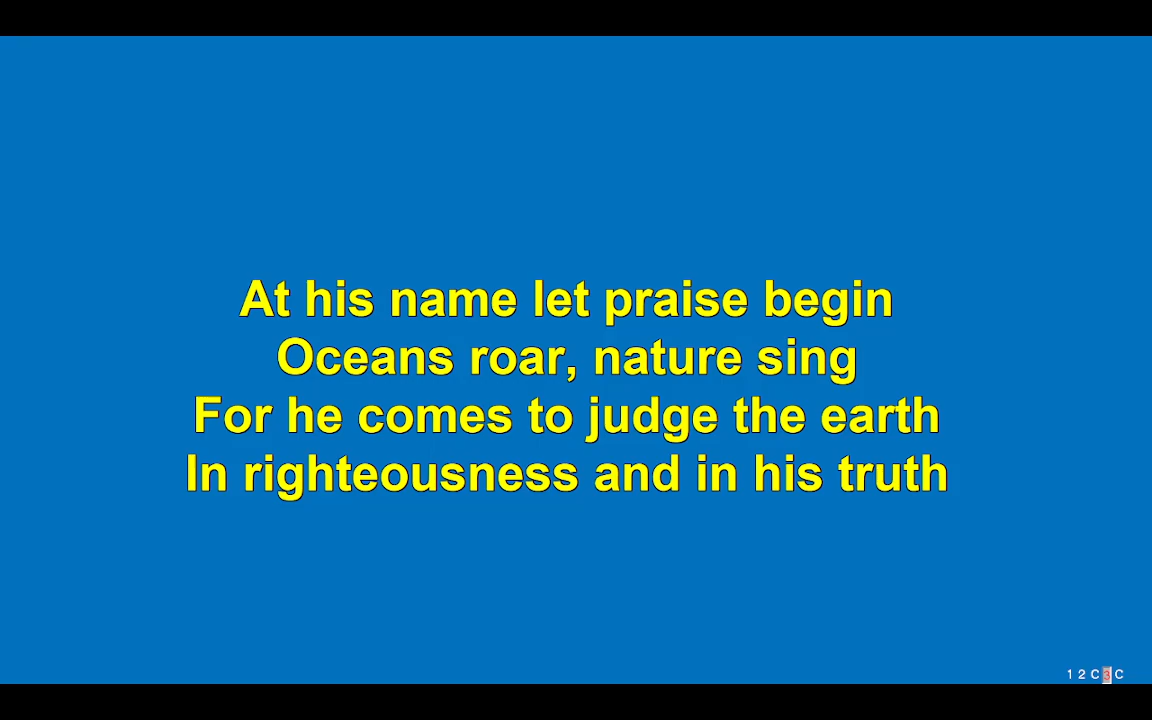 At his name let praise begin
Oceans roar, nature sing
For he comes to judge the earth
In righteousness and in his truth
1 2 C 3 C